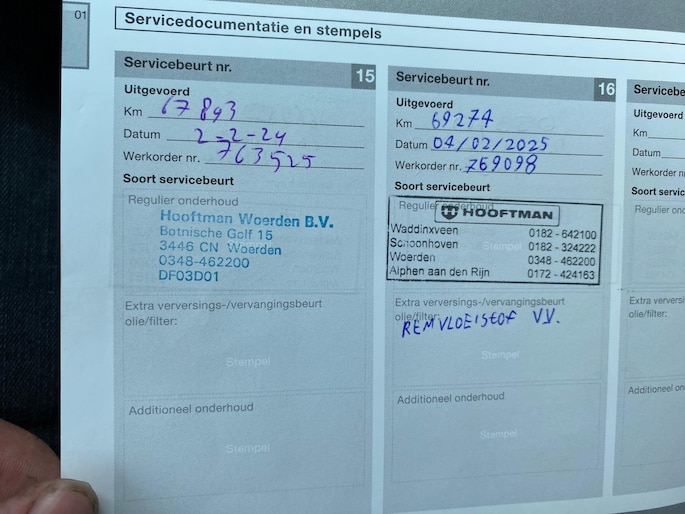 01
Servicedocumentatie en stempels
Servicebeurt nr. 15
Uitgevoerd
Km 67893
Datum 2-2-24
Werkorder nr. 763525
Soort servicebeurt
Regulier onderhoud
Hooftman Woerden B.V.
Botnische Golf 15
3446 CN Woerden
0348-462200
DF03D01
Extra verversings-/vervangingsbeurt
olie/filter:
Stempel
Additioneel onderhoud
Stempel
Servicebeurt nr. 16
Uitgevoerd
Km 69274
Datum 04/02/2025
Werkorder nr. 769098
Soort servicebeurt
Regulier onderhoud
HOOFTMAN
Waddinxveen 0182 - 642100
Schoonhoven 0182 - 324222
Stempel
Woerden 0348 - 462200
Alphen aan den Rijn 0172 - 424163
Extra verversings-/vervangingsbeurt
olie/filter:
REMVLOEISTOF V.V.
Stempel
Additioneel onderhoud
Stempel
Servicebe
Uitgevoerd
Km
Datum
Werkorder n
Soort servic
Regulier ond
Extra versersi
olie/filter:
Additioneel on